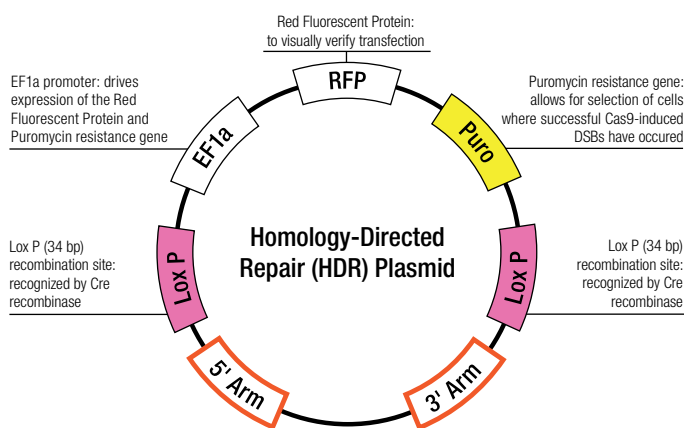 Red Fluorescent Protein:
to visually verify transfection
RFP
EF1a promoter: drives
expression of the Red
Fluorescent Protein and
Puromycin resistance gene
EF1a
Puromycin resistance gene:
allows for selection of cells
where successful Cas9-induced
DSBs have occured
Puro
Homology-Directed
Repair (HDR) Plasmid
Lox P (34 bp)
recombination site:
recognized by Cre
recombinase
Lox P
Lox P
Lox P (34 bp)
recombination site:
recognized by Cre
recombinase
5' Arm
3' Arm